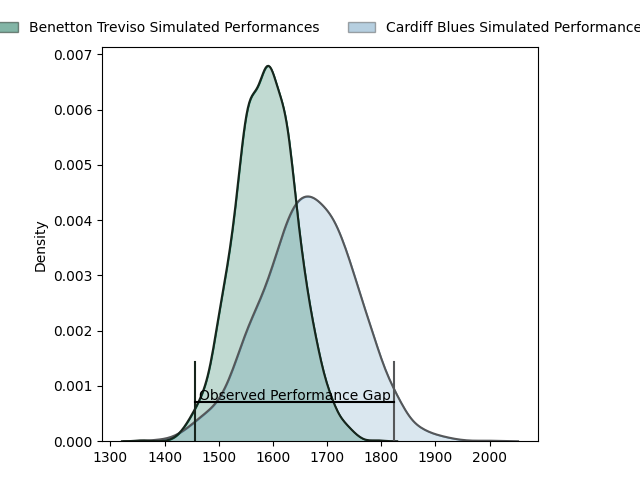 Benetton Treviso Simulated Performances
Cardiff Blues Simulated Performance
0.007
0.006
0.005
0.004
0.003
0.002
0.001
0.000
Density
Observed Performance Gap
1300 1400 1500 1600 1700 1800 1900 2000